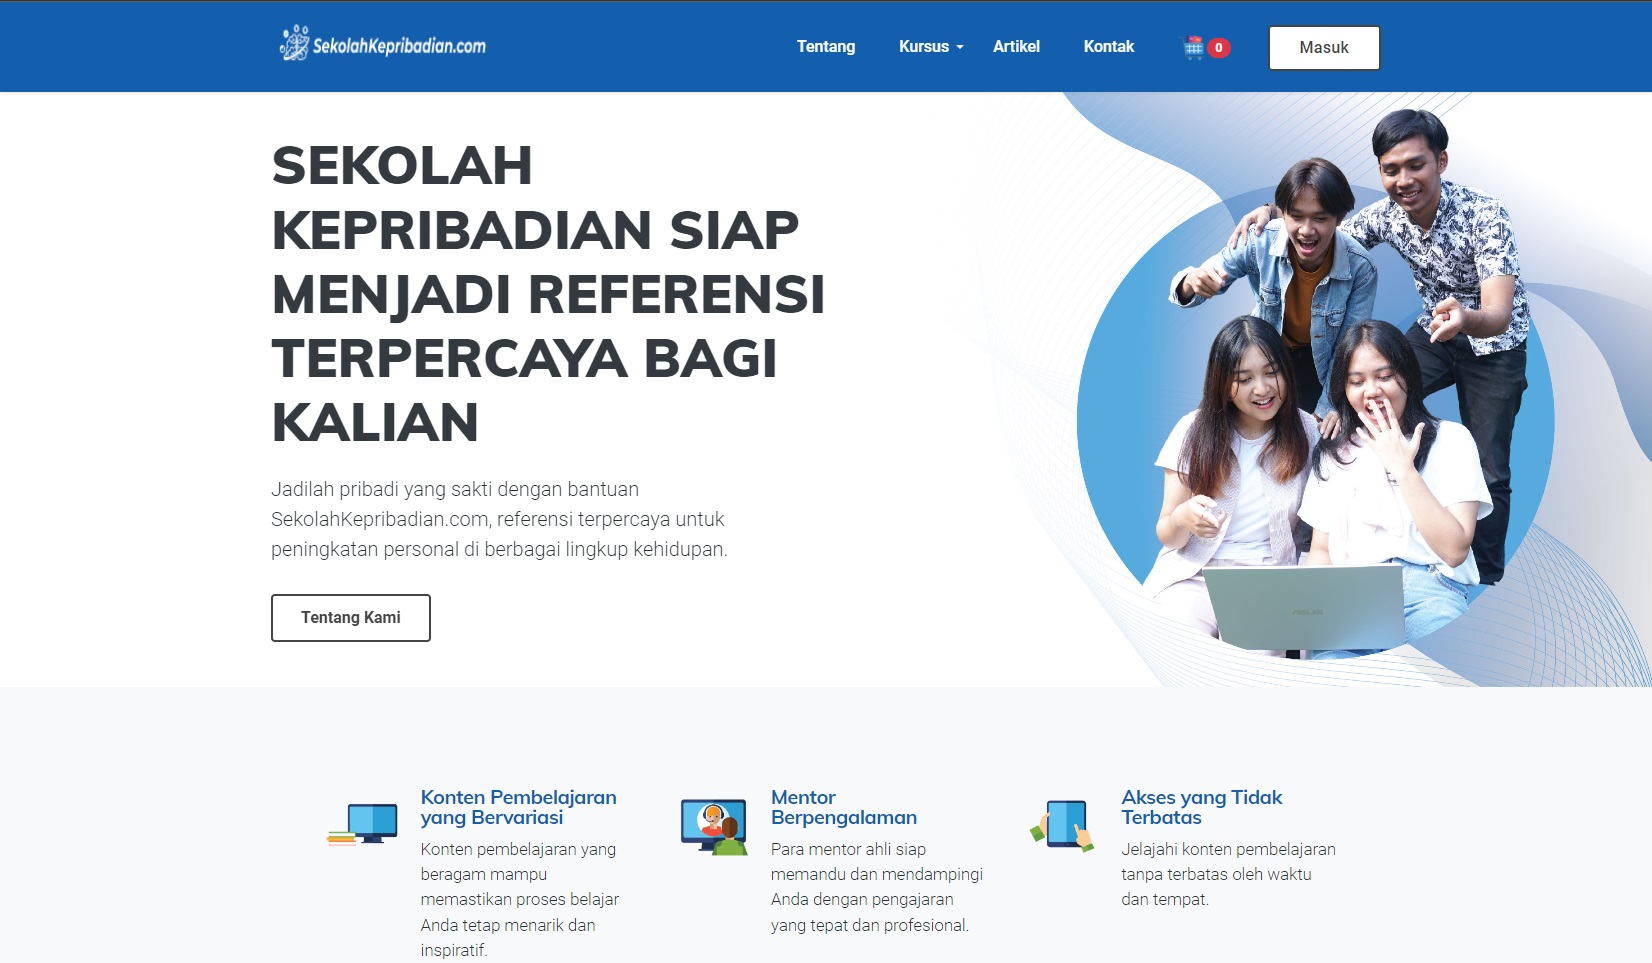 SekolahKepribadian.com
Tentang
Kursus
Artikel
Kontak
0
Masuk
SEKOLAH
KEPRIBADIAN SIAP
MENJADI REFERENSI
TERPERCAYA BAGI
KALIAN
Jadilah pribadi yang sakti dengan bantuan
SekolahKepribadian.com, referensi terpercaya untuk
peningkatan personal di berbagai lingkup kehidupan.
Tentang Kami
ASUS
Konten Pembelajaran
yang Bervariasi
Konten pembelajaran yang
beragam mampu
memastikan proses belajar
Anda tetap menarik dan
inspiratif.
Mentor
Berpengalaman
Para mentor ahli siap
memandu dan mendampingi
Anda dengan pengajaran
yang tepat dan profesional.
Akses yang Tidak
Terbatas
Jelajahi konten pembelajaran
tanpa terbatas oleh waktu
dan tempat.